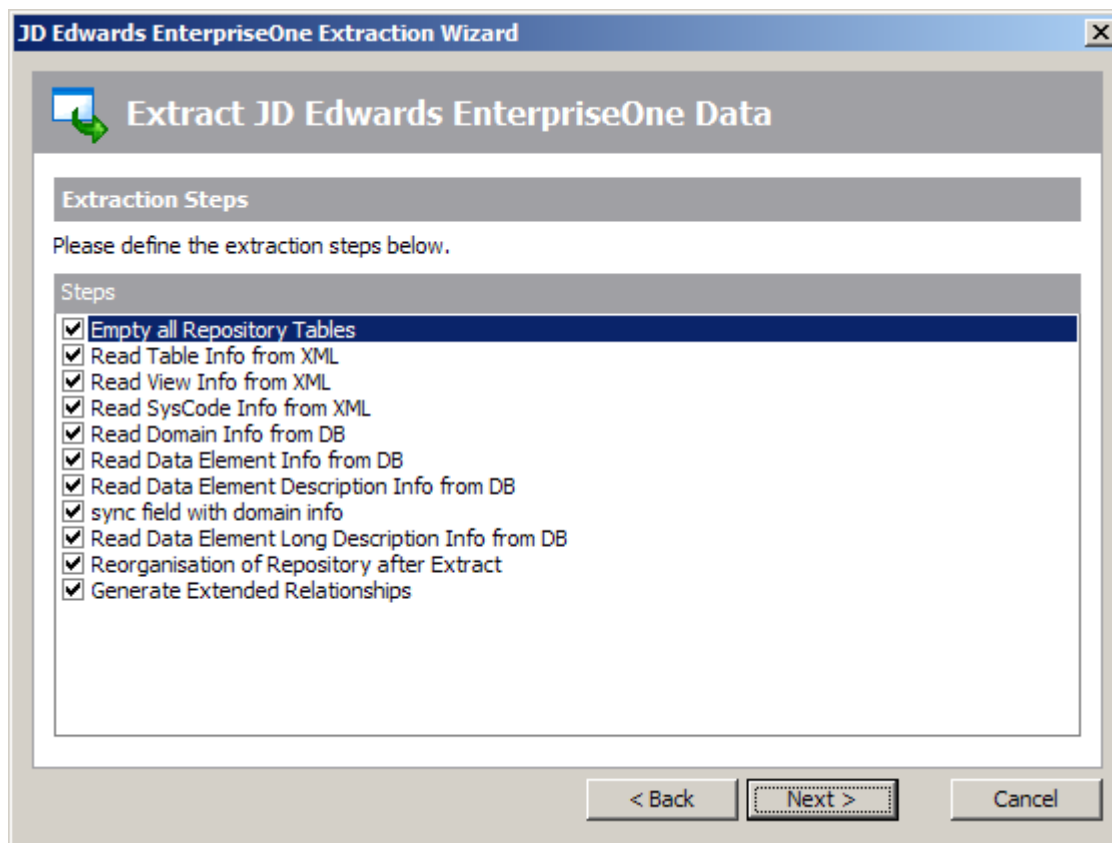 JD Edwards EnterpriseOne Extraction Wizard
Extract JD Edwards EnterpriseOne Data
Extraction Steps
Please define the extraction steps below.
Steps
Empty all Repository Tables
Read Table Info from XML
Read View Info from XML
Read SysCode Info from XML
Read Domain Info from DB
Read Data Element Info from DB
Read Data Element Description Info from DB
sync field with domain info
Read Data Element Long Description Info from DB
Reorganisation of Repository after Extract
Generate Extended Relationships
< Back Next > Cancel